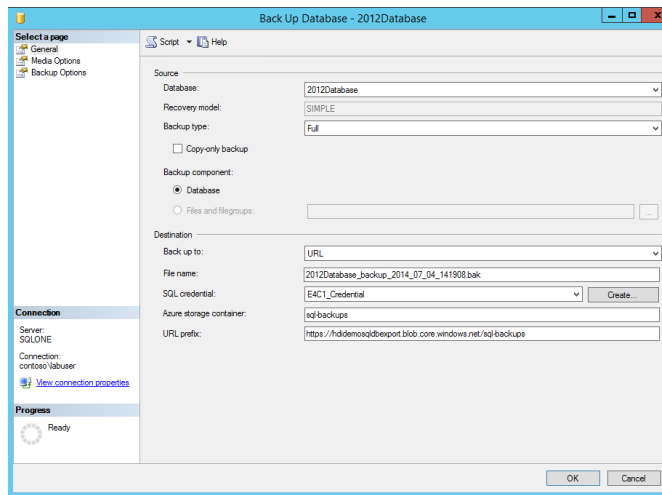 Back Up Database - 2012Database
Select a page
General
Media Options
Backup Options
Script Help
Source
Database: 2012Database
Recovery model: SIMPLE
Backup type: Full
Copy-only backup
Backup component:
Database
Files and filegroups: ...
Destination
Back up to: URL
File name: 2012Database_backup_2014_07_04_141908.bak
SQL credential: E4C1_Credential Create...
Azure storage container: sql-backups
URL prefix: https://hdidemosqldbexport.blob.core.windows.net/sql-backups
Connection
Server:
SQLONE
Connection:
contoso\labuser
View connection properties
Progress
Ready
OK Cancel